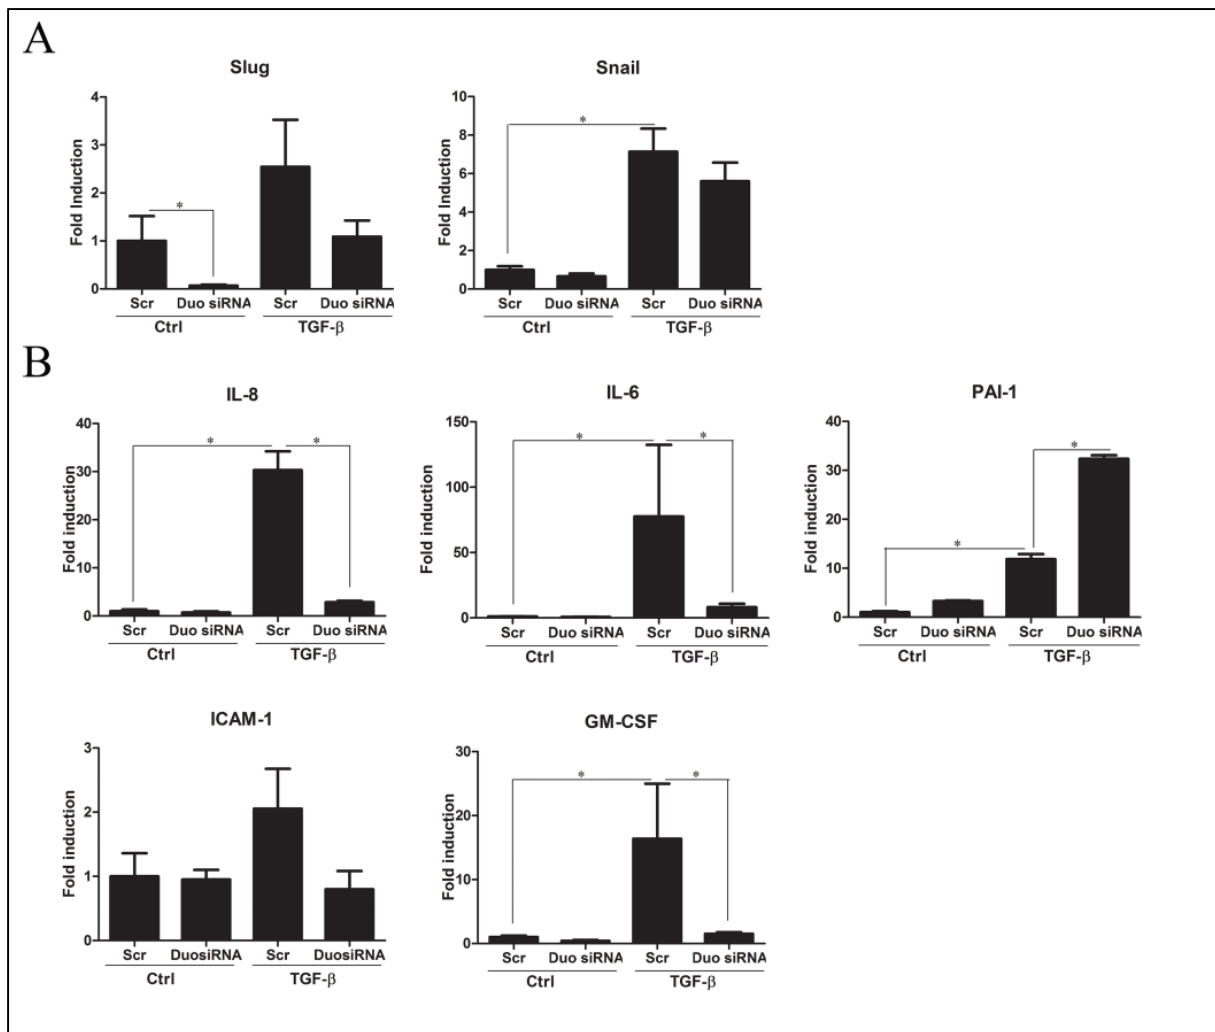 A
Slug
Fold Induction
4
3
2
1
0
*
Scr Duo siRNA Scr Duo siRNA
Ctrl TGF-β
Snail
Fold Induction
10
8
6
4
2
0
*
Scr Duo siRNA Scr Duo siRNA
Ctrl TGF-β
B
IL-8
Fold induction
40
30
20
10
0
* *
Scr Duo siRNA Scr Duo siRNA
Ctrl TGF-β
IL-6
Fold induction
150
100
50
0
* *
Scr Duo siRNA Scr Duo siRNA
Ctrl TGF-β
PAI-1
Fold induction
40
30
20
10
0
*
*
Scr Duo siRNA Scr Duo siRNA
Ctrl TGF-β
ICAM-1
Fold induction
3
2
1
0
Scr DuosiRNA Scr DuosiRNA
Ctrl TGF-β
GM-CSF
Fold induction
30
20
10
0
* *
Scr Duo siRNA Scr Duo siRNA
Ctrl TGF-β